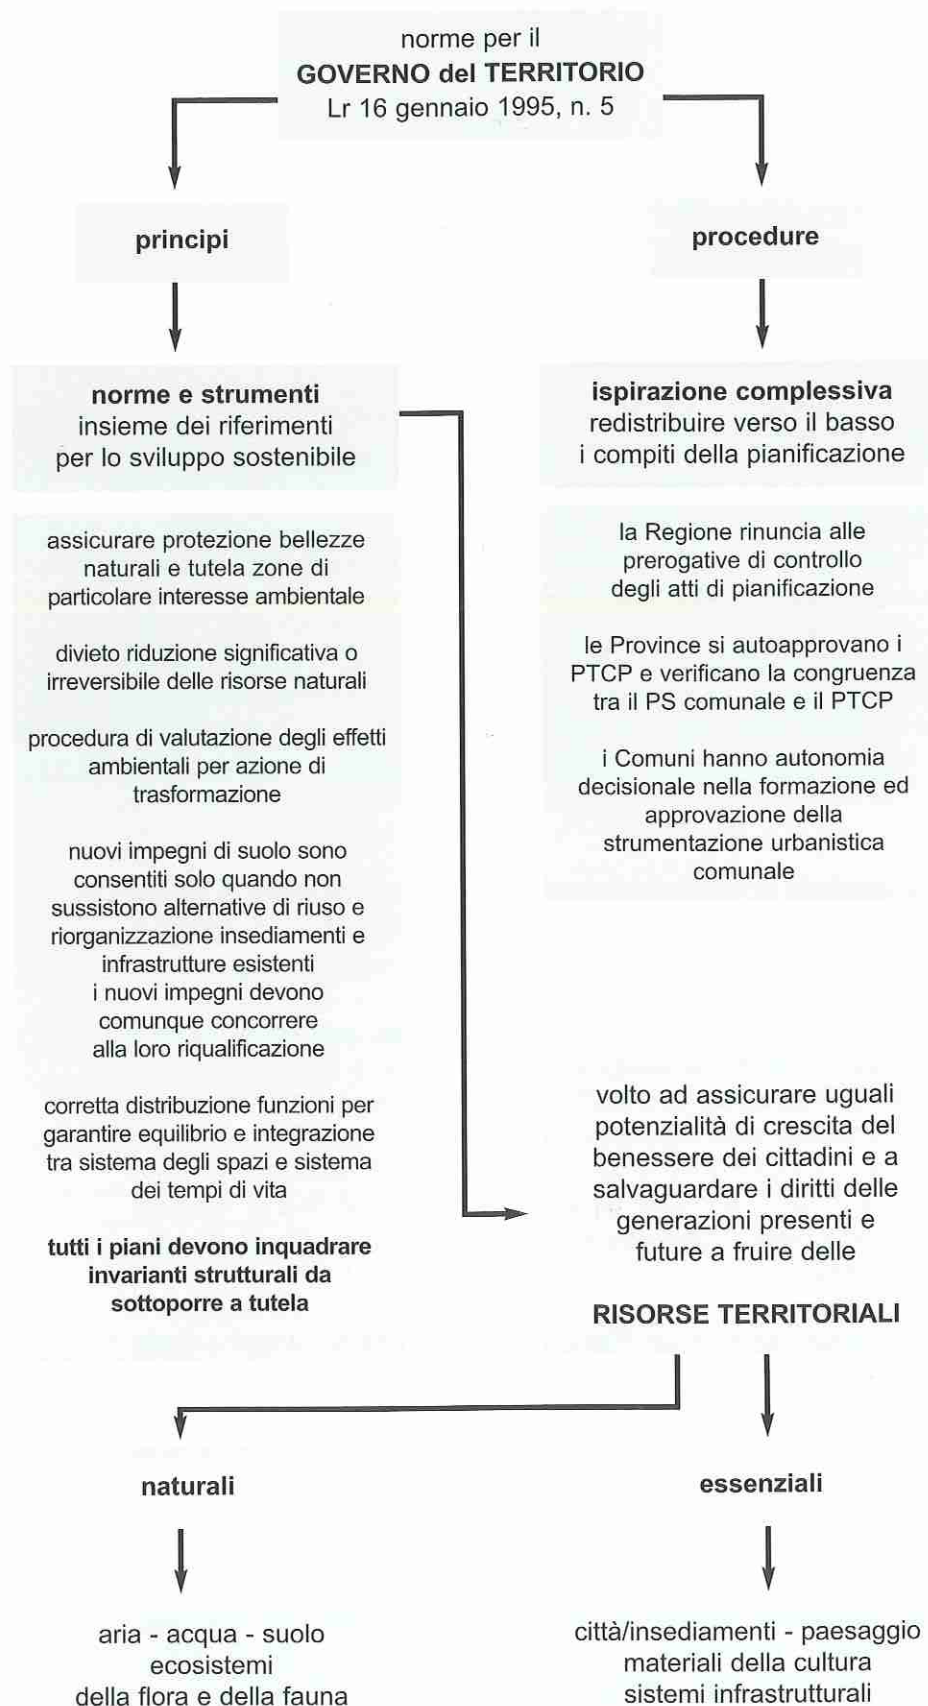 norme per il
GOVERNO del TERRITORIO
Lr 16 gennaio 1995, n. 5
principi
procedure
norme e strumenti
insieme dei riferimenti
per lo sviluppo sostenibile
ispirazione complessiva
redistribuire verso il basso
i compiti della pianificazione
assicurare protezione bellezze
naturali e tutela zone di
particolare interesse ambientale
divieto riduzione significativa o
irreversibile delle risorse naturali
procedura di valutazione degli effetti
ambientali per azione di
trasformazione
nuovi impegni di suolo sono
consentiti solo quando non
sussistono alternative di riuso e
riorganizzazione insediamenti e
infrastrutture esistenti
i nuovi impegni devono
comunque concorrere
alla loro riqualificazione
corretta distribuzione funzioni per
garantire equilibrio e integrazione
tra sistema degli spazi e sistema
dei tempi di vita
tutti i piani devono inquadrare
invarianti strutturali da
sottoporre a tutela
la Regione rinuncia alle
prerogative di controllo
degli atti di pianificazione
le Province si autoapprovano i
PTCP e verificano la congruenza
tra il PS comunale e il PTCP
i Comuni hanno autonomia
decisionale nella formazione ed
approvazione della
strumentazione urbanistica
comunale
volto ad assicurare uguali
potenzialità di crescita del
benessere dei cittadini e a
salvaguardare i diritti delle
generazioni presenti e
future a fruire delle
RISORSE TERRITORIALI
naturali
essenziali
aria - acqua - suolo
ecosistemi
della flora e della fauna
città/insediamenti - paesaggio
materiali della cultura
sistemi infrastrutturali